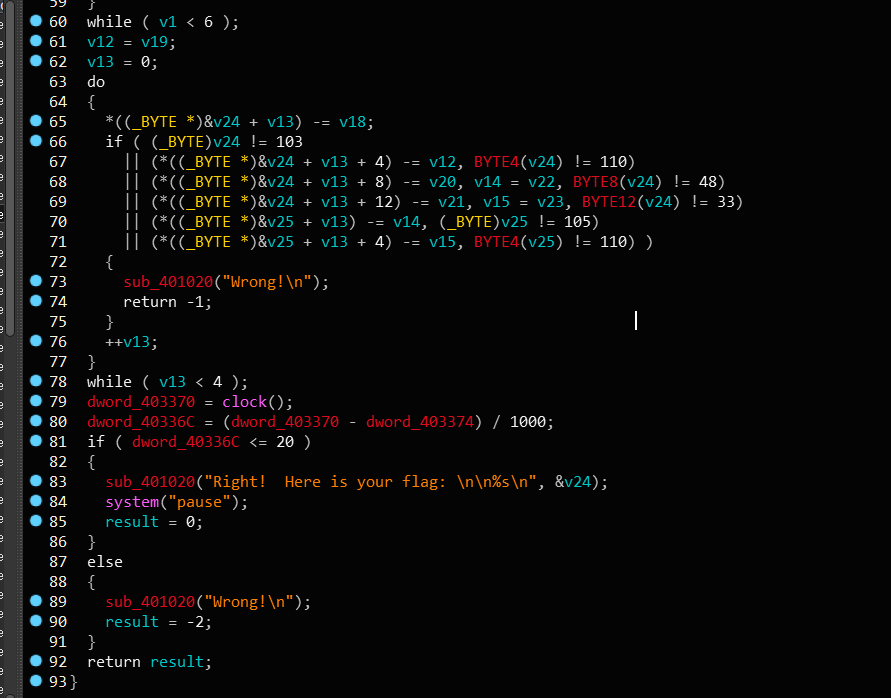 59 }
60 while ( v1 < 6 );
61 v12 = v19;
62 v13 = 0;
63 do
64 {
65 *((_BYTE *)&v24 + v13) -= v18;
66 if ( (_BYTE)v24 != 103
67 || (*((_BYTE *)&v24 + v13 + 4) -= v12, BYTE4(v24) != 110)
68 || (*((_BYTE *)&v24 + v13 + 8) -= v20, v14 = v22, BYTE8(v24) != 48)
69 || (*((_BYTE *)&v24 + v13 + 12) -= v21, v15 = v23, BYTE12(v24) != 33)
70 || (*((_BYTE *)&v25 + v13) -= v14, (_BYTE)v25 != 105)
71 || (*((_BYTE *)&v25 + v13 + 4) -= v15, BYTE4(v25) != 110) )
72 {
73 sub_401020("Wrong!\n");
74 return -1;
75 }
76 ++v13;
77 }
78 while ( v13 < 4 );
79 dword_403370 = clock();
80 dword_40336C = (dword_403370 - dword_403374) / 1000;
81 if ( dword_40336C <= 20 )
82 {
83 sub_401020("Right!  Here is your flag: \n\n%s\n", &v24);
84 system("pause");
85 result = 0;
86 }
87 else
88 {
89 sub_401020("Wrong!\n");
90 result = -2;
91 }
92 return result;
93 }